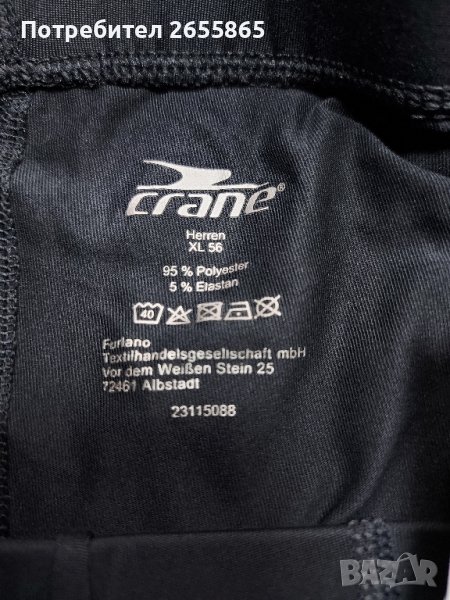 Потребител 2655865
crane®
Herren
XL 56
95 % Polyester
5 % Elastan
40
Furlano
Textilhandelsgesellschaft mbH
Vor dem Weißen Stein 25
72461 Albstadt
23115088
BAZAR